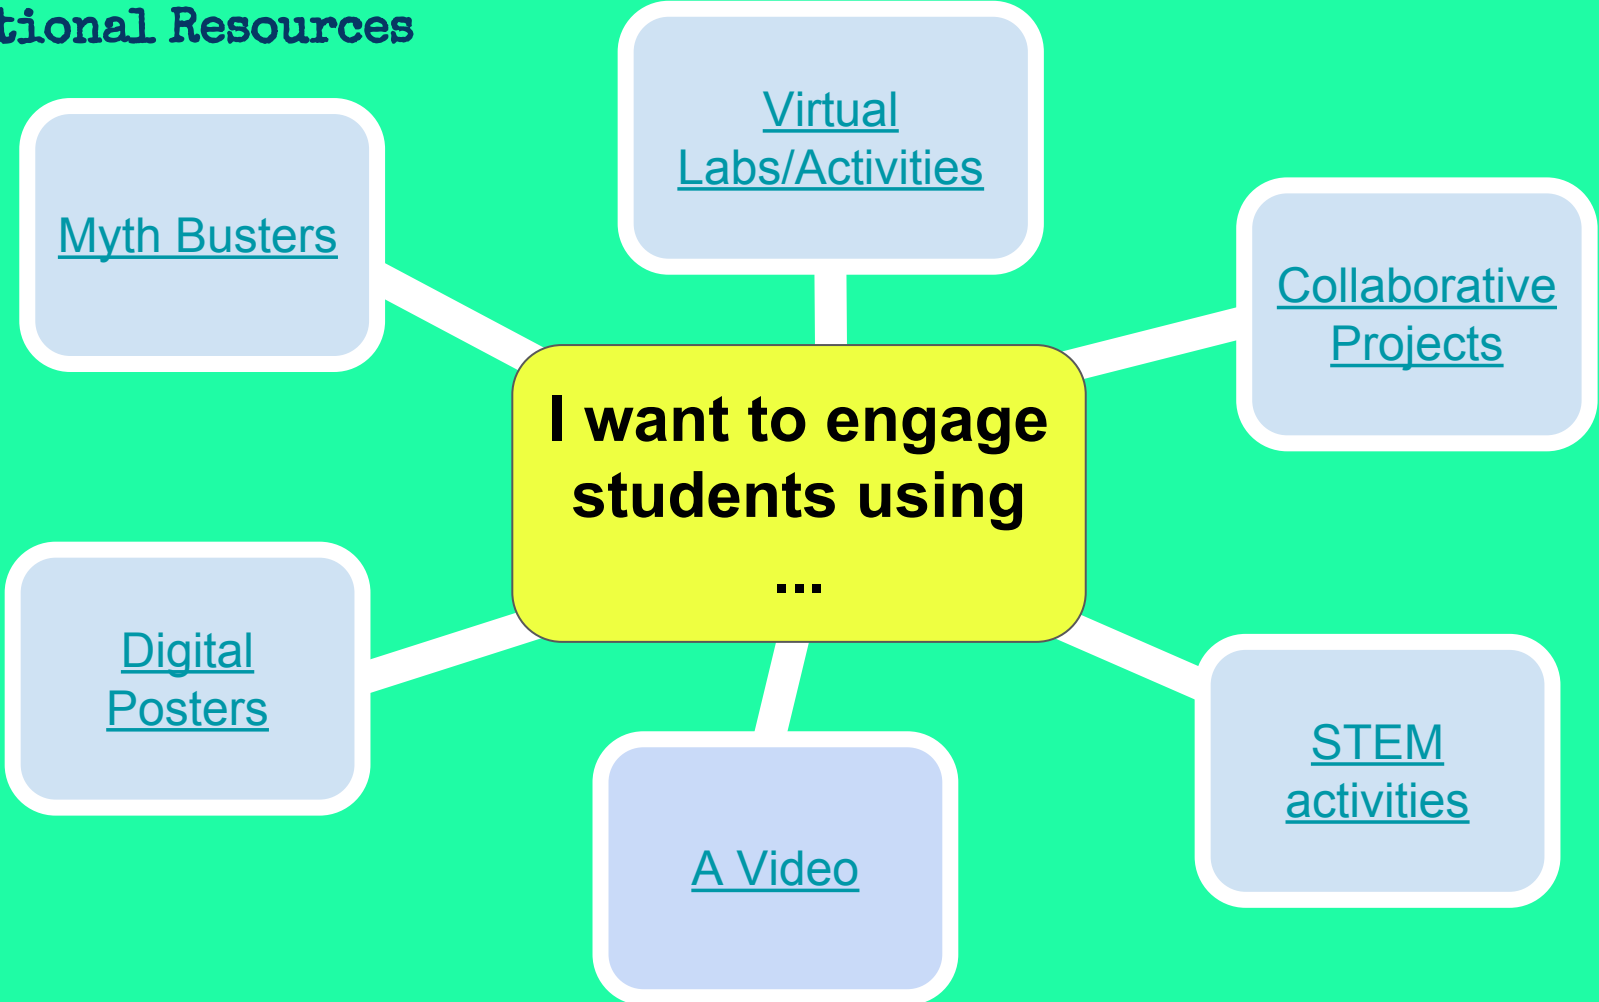 tional Resources
Virtual
Labs/Activities
Myth Busters
Collaborative
Projects
I want to engage
students using
...
Digital
Posters
STEM
activities
A Video